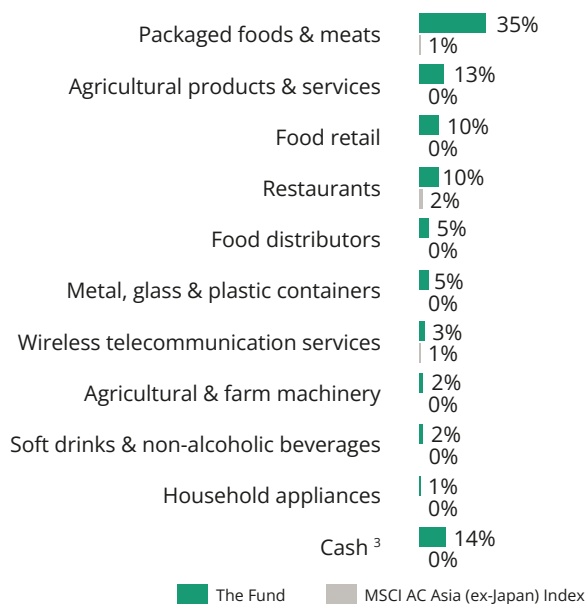 Packaged foods & meats
35%
1%
Agricultural products & services
13%
0%
Food retail
10%
0%
Restaurants
10%
2%
Food distributors
5%
0%
Metal, glass & plastic containers
5%
0%
Wireless telecommunication services
3%
1%
Agricultural & farm machinery
2%
0%
Soft drinks & non-alcoholic beverages
2%
0%
Household appliances
1%
0%
Cash ³
14%
0%
The Fund
MSCI AC Asia (ex-Japan) Index